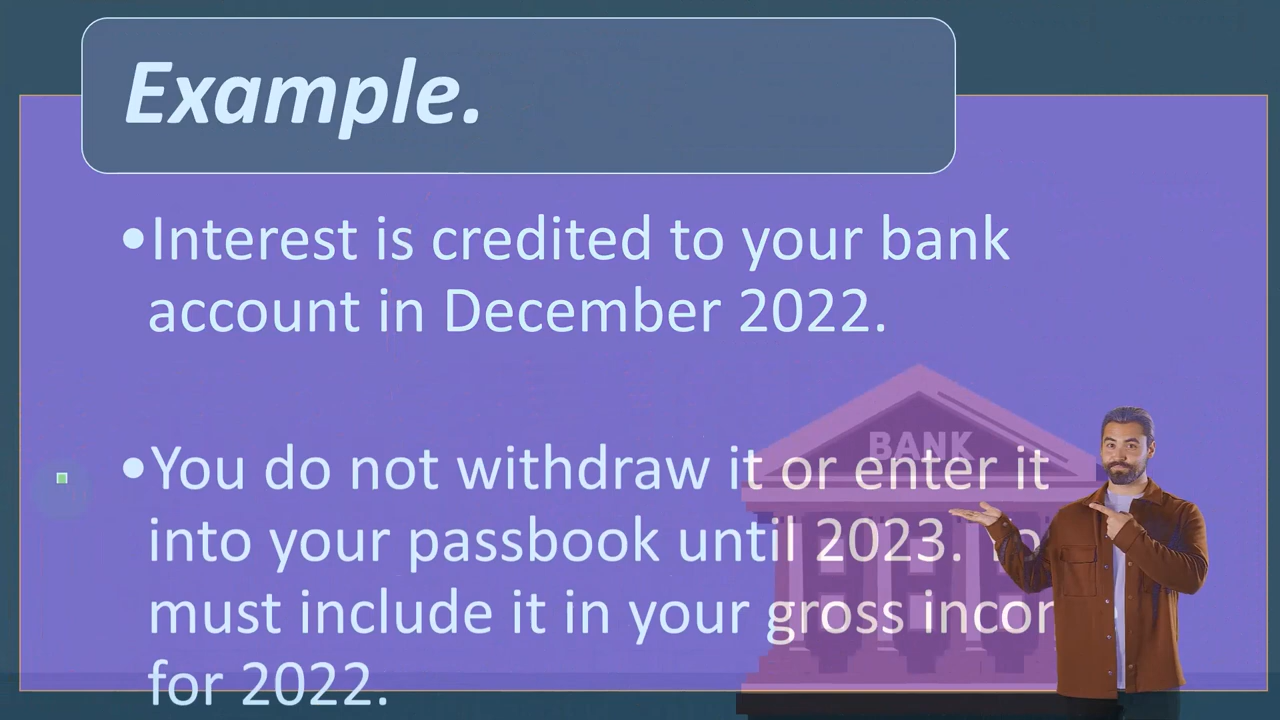 Example.
•Interest is credited to your bank
account in December 2022.
BANK
•You do not withdraw it or enter it
into your passbook until 2023.
must include it in your gross
for 2022.